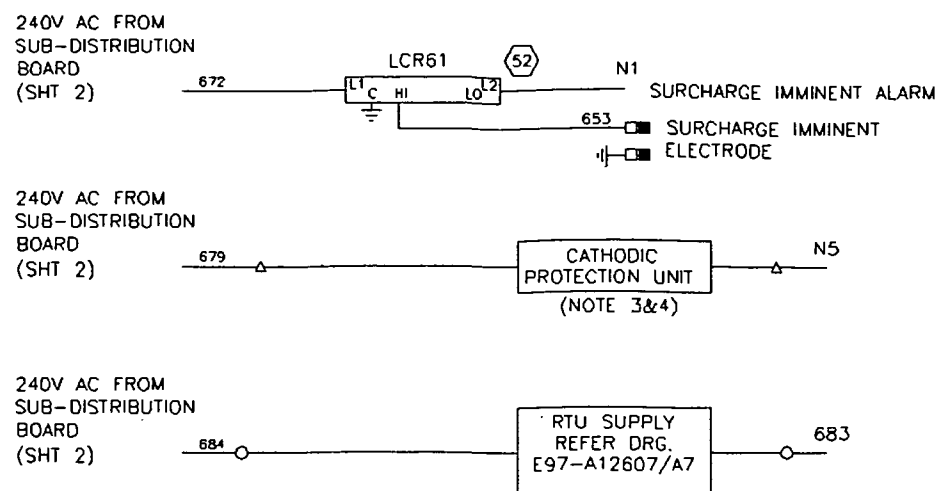 240V AC FROM
SUB-DISTRIBUTION
BOARD
(SHT 2)
672
LCR61
52
L1 C HI LO L2
N1
SURCHARGE IMMINENT ALARM
653
SURCHARGE IMMINENT
ELECTRODE
240V AC FROM
SUB-DISTRIBUTION
BOARD
(SHT 2)
679
CATHODIC
PROTECTION UNIT
(NOTE 3&4)
N5
240V AC FROM
SUB-DISTRIBUTION
BOARD
(SHT 2)
684
RTU SUPPLY
REFER DRG.
E97-A12607/A7
683